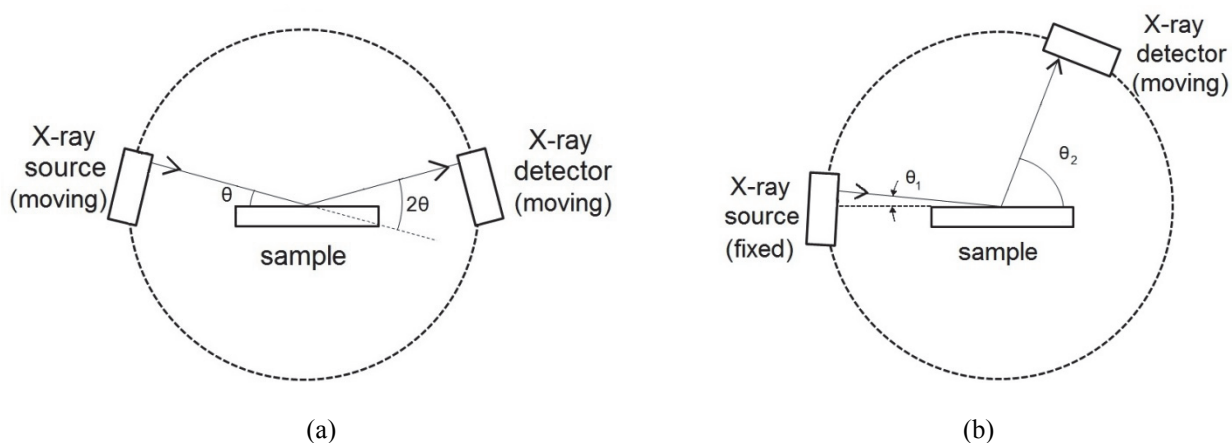 X-ray
source
(moving)
θ
2θ
X-ray
detector
(moving)
sample
(a)
X-ray
detector
(moving)
X-ray
source
(fixed)
θ₁
θ₂
sample
(b)